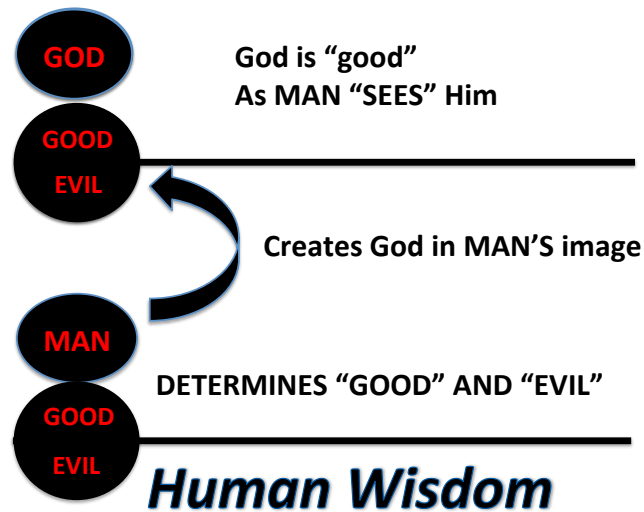 GOD
God is “good”
As MAN “SEES” Him
GOOD
EVIL
Creates God in MAN’S image
MAN
DETERMINES “GOOD” AND “EVIL”
GOOD
EVIL
Human Wisdom